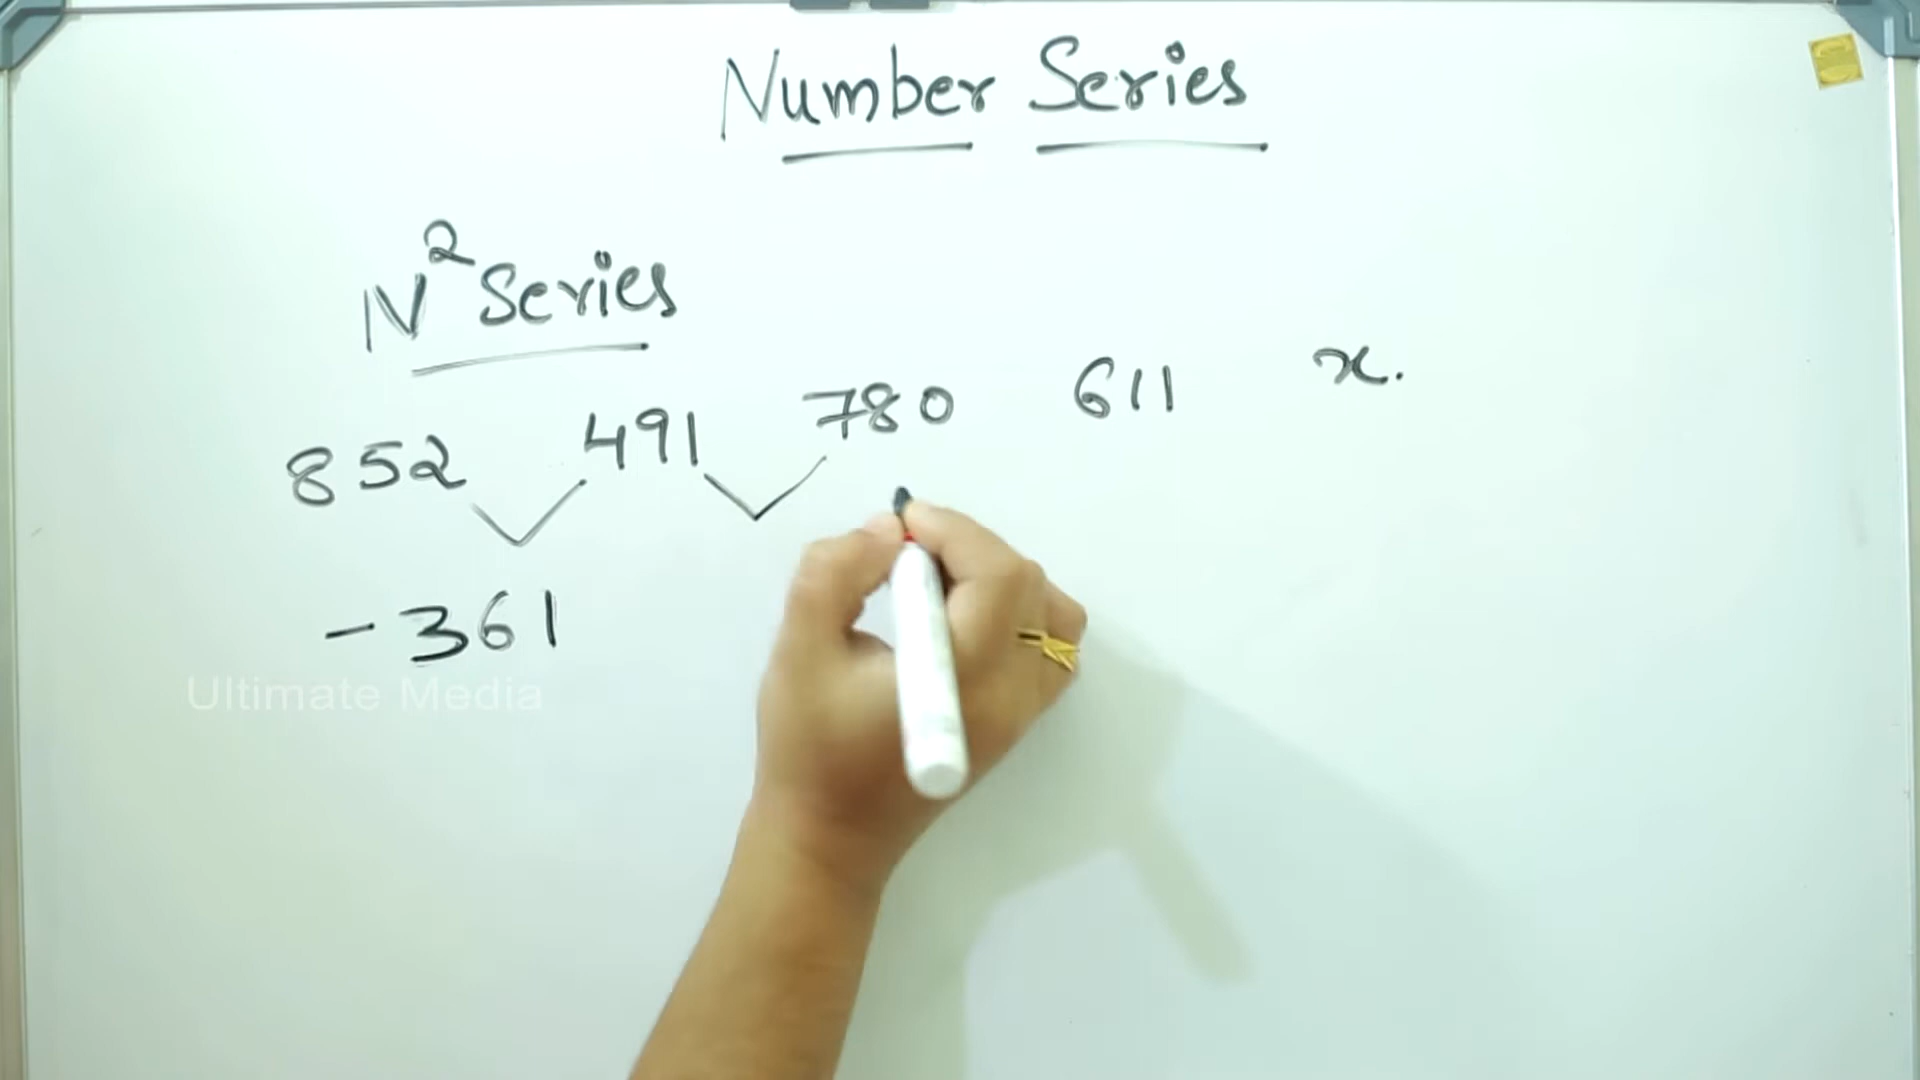 Number Series
N² Series
852 491 780 611 x.
-361
Ultimate Media